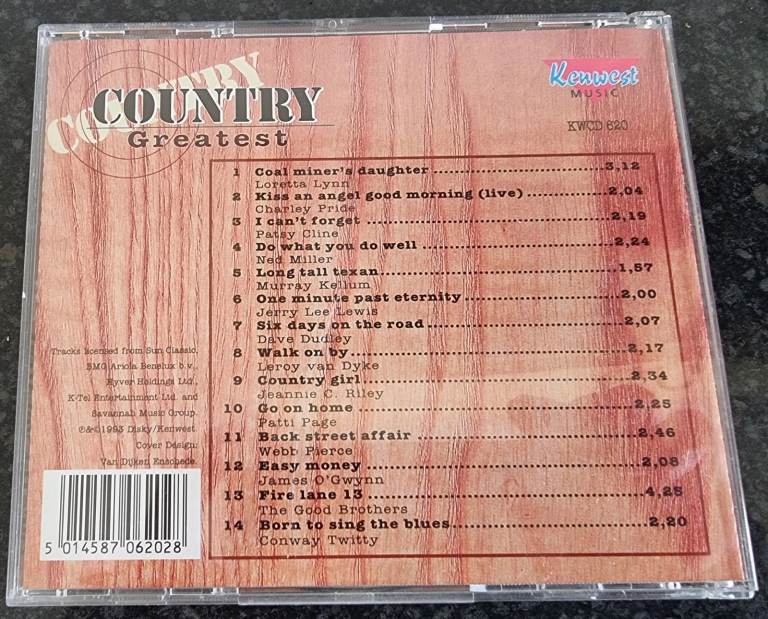 COUNTRY
COUNTRY
Greatest
Kenwest
MUSIC
KWCD 620
1 Coal miner's daughter 3,12
Loretta Lynn
2 Kiss an angel good morning (live) 2,04
Charley Pride
3 I can't forget 2,19
Patsy Cline
4 Do what you do well 2,24
Ned Miller
5 Long tall texan 1,57
Murray Kellum
6 One minute past eternity 2,00
Jerry Lee Lewis
7 Six days on the road 2,07
Dave Dudley
8 Walk on by 2,17
Leroy van Dyke
9 Country girl 2,34
Jeannie C. Riley
10 Go on home 2,25
Patti Page
11 Back street affair 2,46
Webb Pierce
12 Easy money 2,08
James O'Gwynn
13 Fire lane 13 4,25
The Good Brothers
14 Born to sing the blues 2,20
Conway Twitty
Tracks licensed from Sun Classic,
BMG Ariola Benelux b.v.,
Hyver Holdings Ltd.,
K-Tel Entertainment Ltd. and
Savannah Music Group.
℗&©1993 Disky/Kenwest.
Cover Design:
Van Dijken Enschede.
5 014587 062028